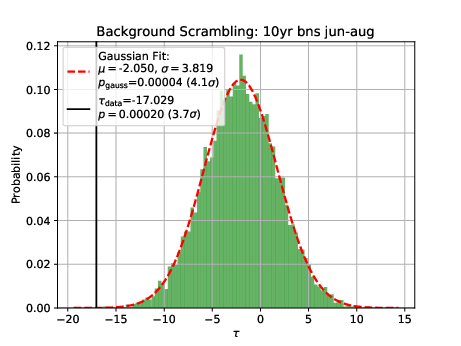 Background Scrambling: 10yr bns jun-aug
Gaussian Fit:
μ=-2.050, σ=3.819
p_gauss=0.00004 (4.1σ)
τ_data=-17.029
p=0.00020 (3.7σ)
Probability
0.12
0.10
0.08
0.06
0.04
0.02
0.00
−20 −15 −10 −5 0 5 10 15
τ